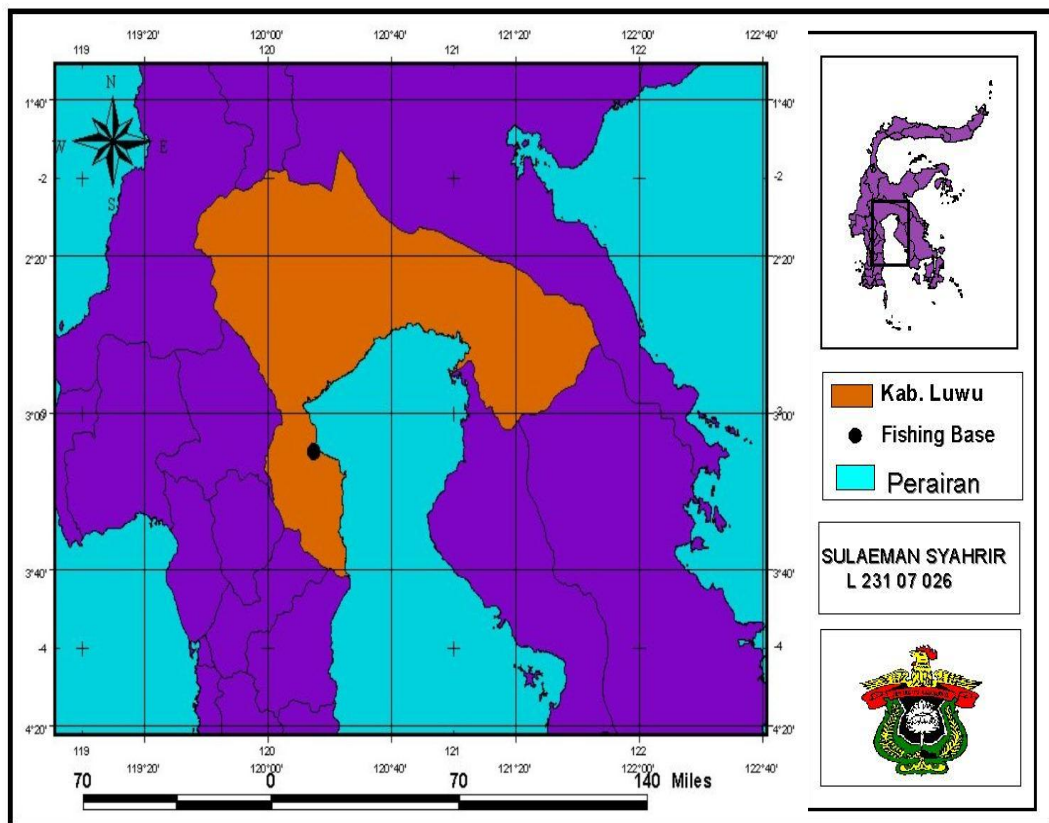 119 120 121 122
119°20' 120°00' 120°40' 121°20' 122°00' 122°40'
N
W E
S
1°40' 1°40'
-2 -2
2°20' 2°20'
3°00'
3°40' 3°40'
-4 -4
4°20' 4°20'
119 120 121 122
119°20' 120°00' 120°40' 121°20' 122°00' 122°40'
70 0 70 140 Miles
Kab. Luwu
Fishing Base
Perairan
SULAEMAN SYAHRIR
L 231 07 026